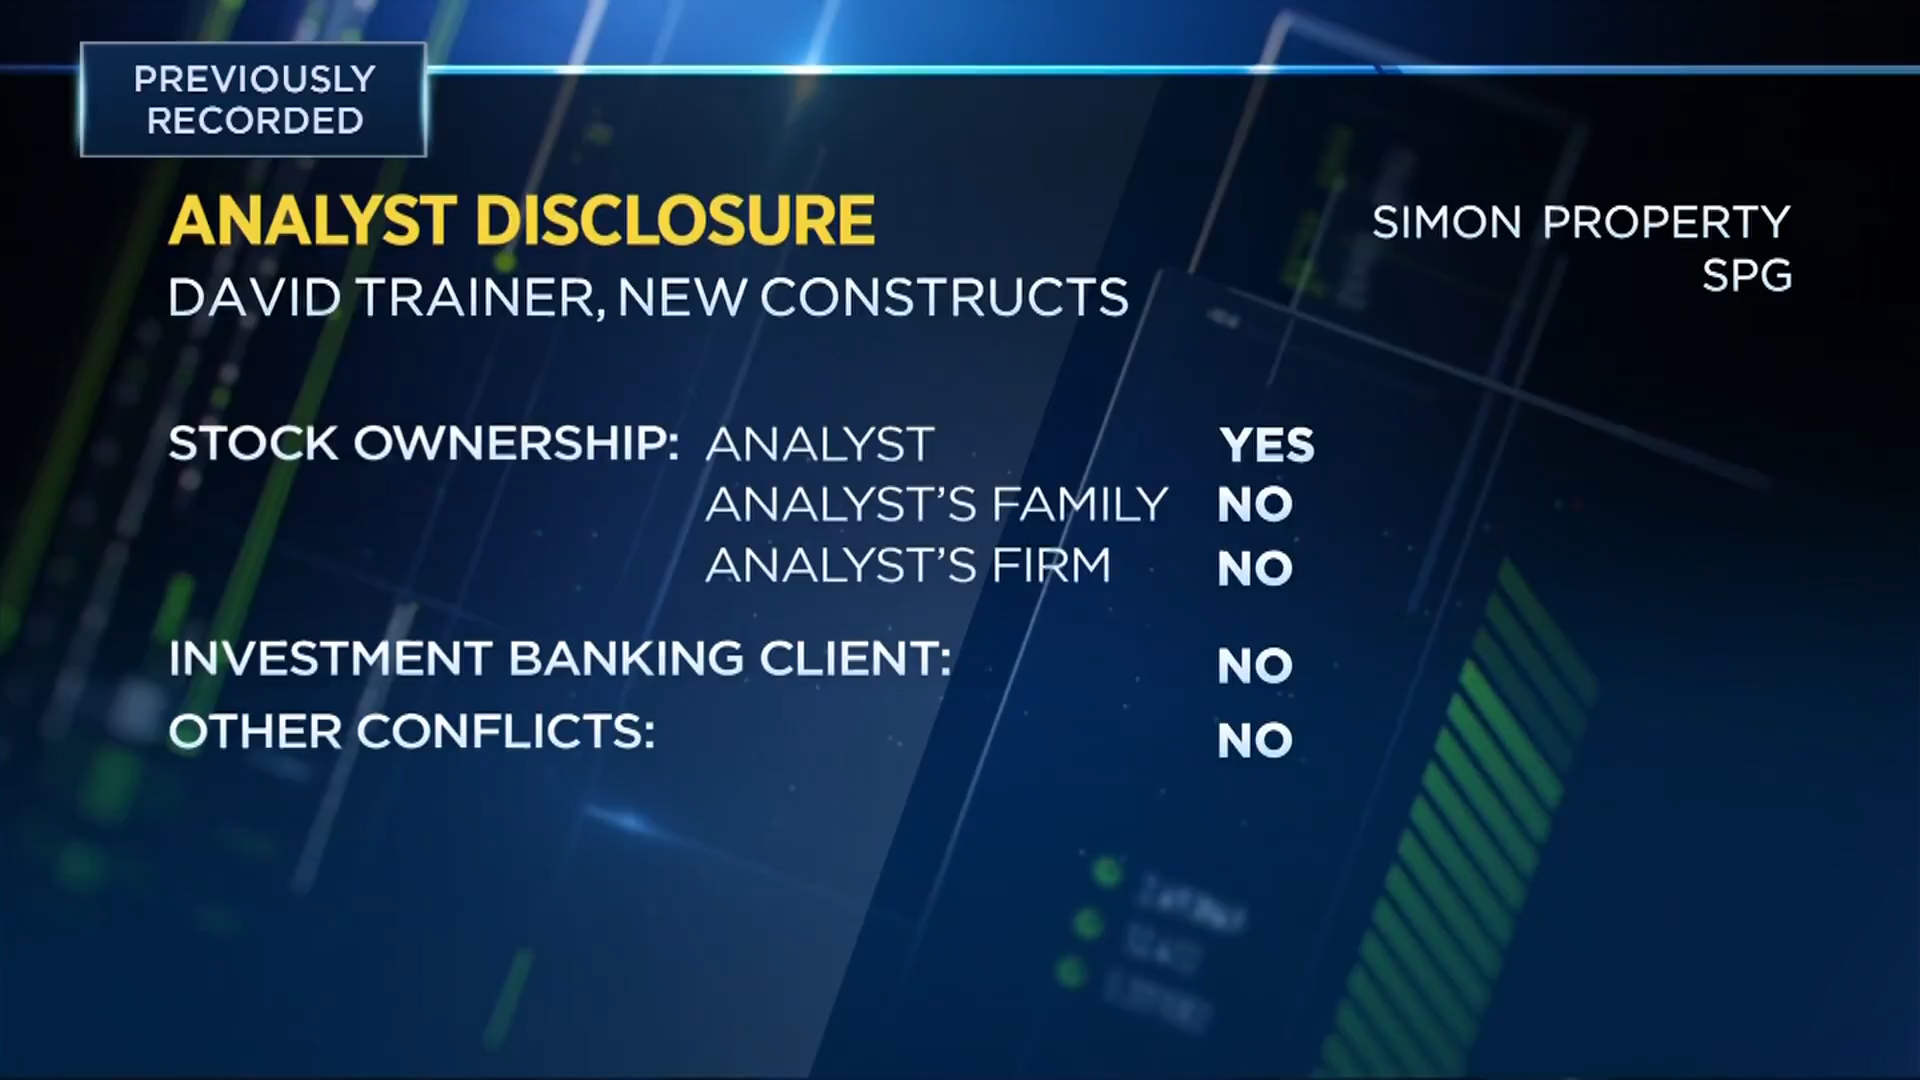 PREVIOUSLY
RECORDED
ANALYST DISCLOSURE
DAVID TRAINER, NEW CONSTRUCTS
SIMON PROPERTY
SPG
STOCK OWNERSHIP: ANALYST YES
ANALYST'S FAMILY NO
ANALYST'S FIRM NO
INVESTMENT BANKING CLIENT: NO
OTHER CONFLICTS: NO